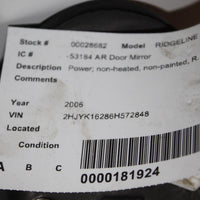 Stock # 00028682 Model RIDGELINE
IC # -53184 AR Door Mirror
Description Power, non-heated, non-painted, R.
Comments
Year 2006
VIN 2HJYK16286H572848
Located
Condition
A B C 0000181924